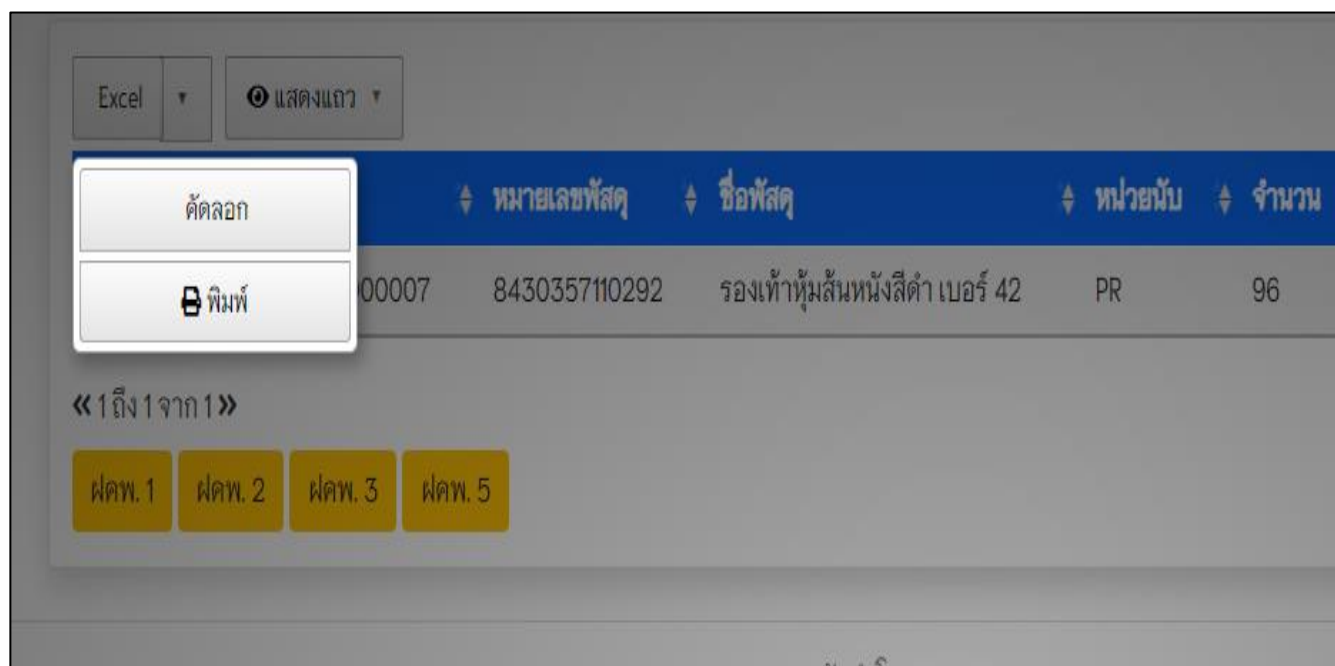 Excel แสดงแถว
คัดลอก หมายเลขพัสดุ ชื่อพัสดุ หน่วยนับ จำนวน
พิมพ์ 00007 8430357110292 รองเท้าหุ้มส้นหนังสีดำ เบอร์ 42 PR 96
«1 ถึง 1 จาก 1»
ฝคพ. 1 ฝคพ. 2 ฝคพ. 3 ฝคพ. 5